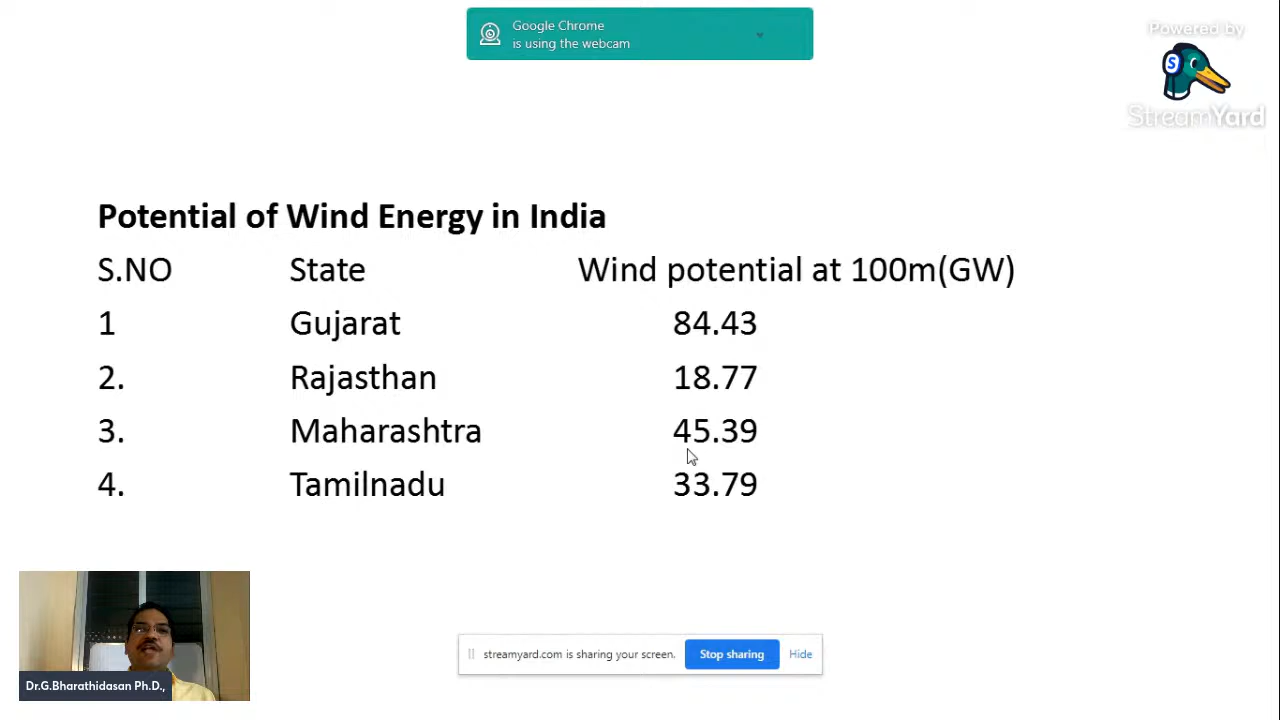 Google Chrome
is using the webcam
Powered by
S
StreamYard
Potential of Wind Energy in India
S.NO State Wind potential at 100m(GW)
1 Gujarat 84.43
2. Rajasthan 18.77
3. Maharashtra 45.39
4. Tamilnadu 33.79
streamyard.com is sharing your screen. Stop sharing Hide
Dr.G.Bharathidasan Ph.D.,